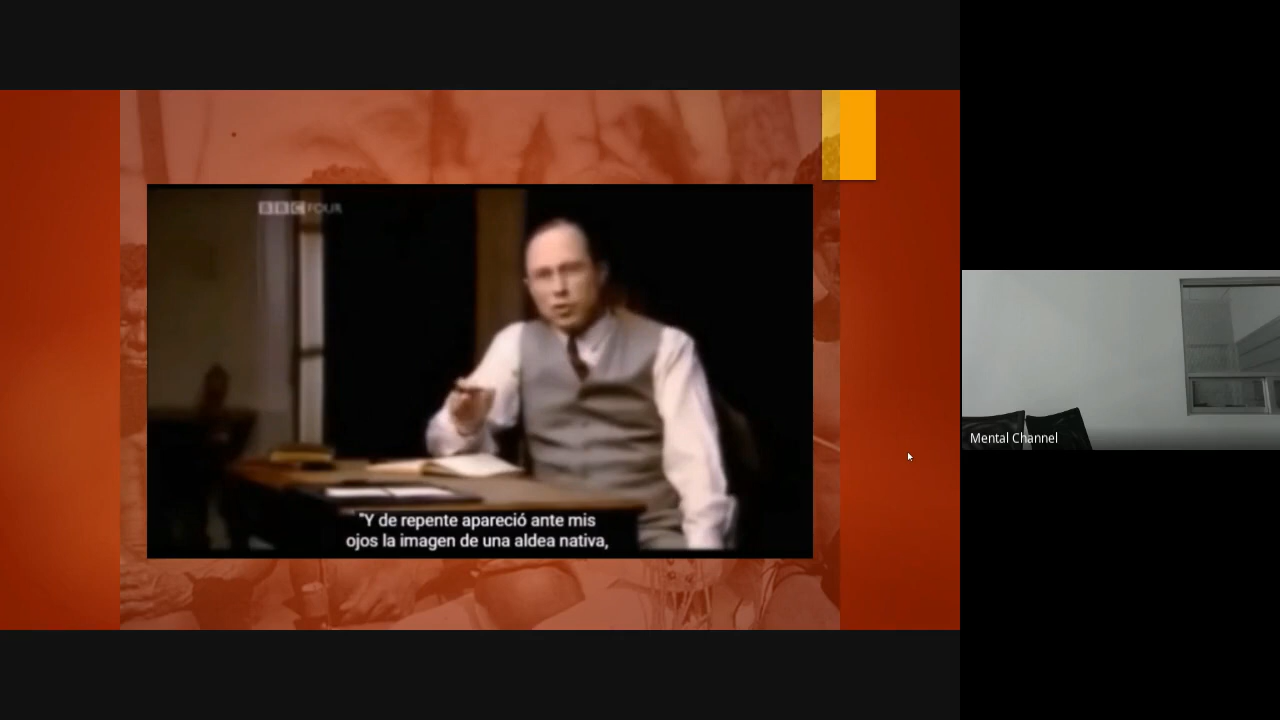 BBC FOUR
"Y de repente apareció ante mis
ojos la imagen de una aldea nativa,
Mental Channel